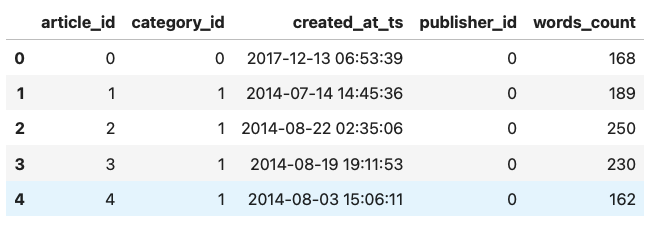 article_id category_id created_at_ts publisher_id words_count
0 0 0 2017-12-13 06:53:39 0 168
1 1 1 2014-07-14 14:45:36 0 189
2 2 1 2014-08-22 02:35:06 0 250
3 3 1 2014-08-19 19:11:53 0 230
4 4 1 2014-08-03 15:06:11 0 162